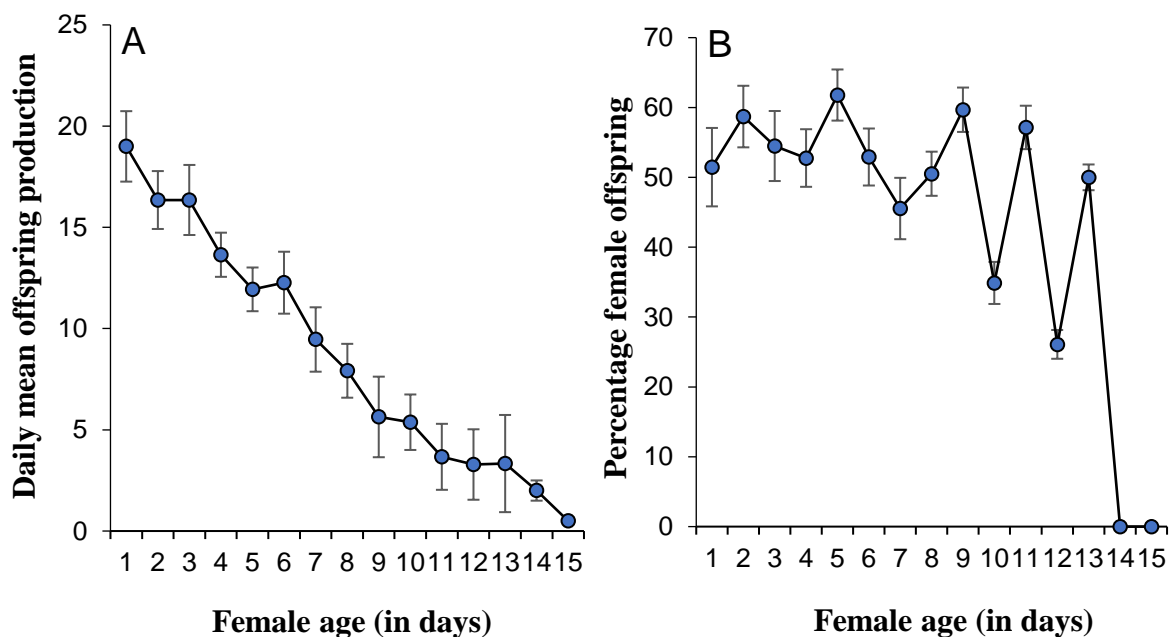 A
Daily mean offspring production
25
20
15
10
5
0
1 2 3 4 5 6 7 8 9 10 11 12 13 14 15
Female age (in days)
B
Percentage female offspring
70
60
50
40
30
20
10
0
1 2 3 4 5 6 7 8 9 10 11 12 13 14 15
Female age (in days)